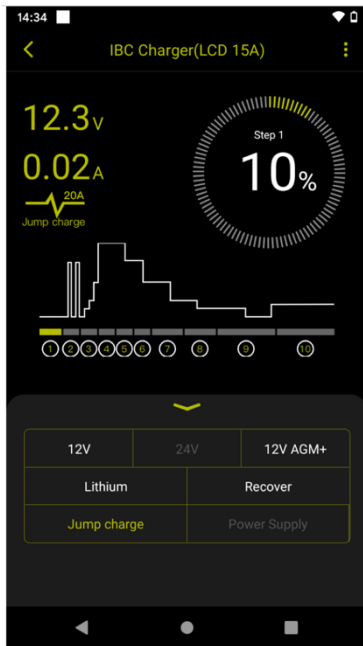 14:34
IBC Charger(LCD 15A)
12.3V
0.02A
20A
Jump charge
Step 1
10%
1 2 3 4 5 6 7 8 9 10
12V 24V 12V AGM+
Lithium Recover
Jump charge Power Supply